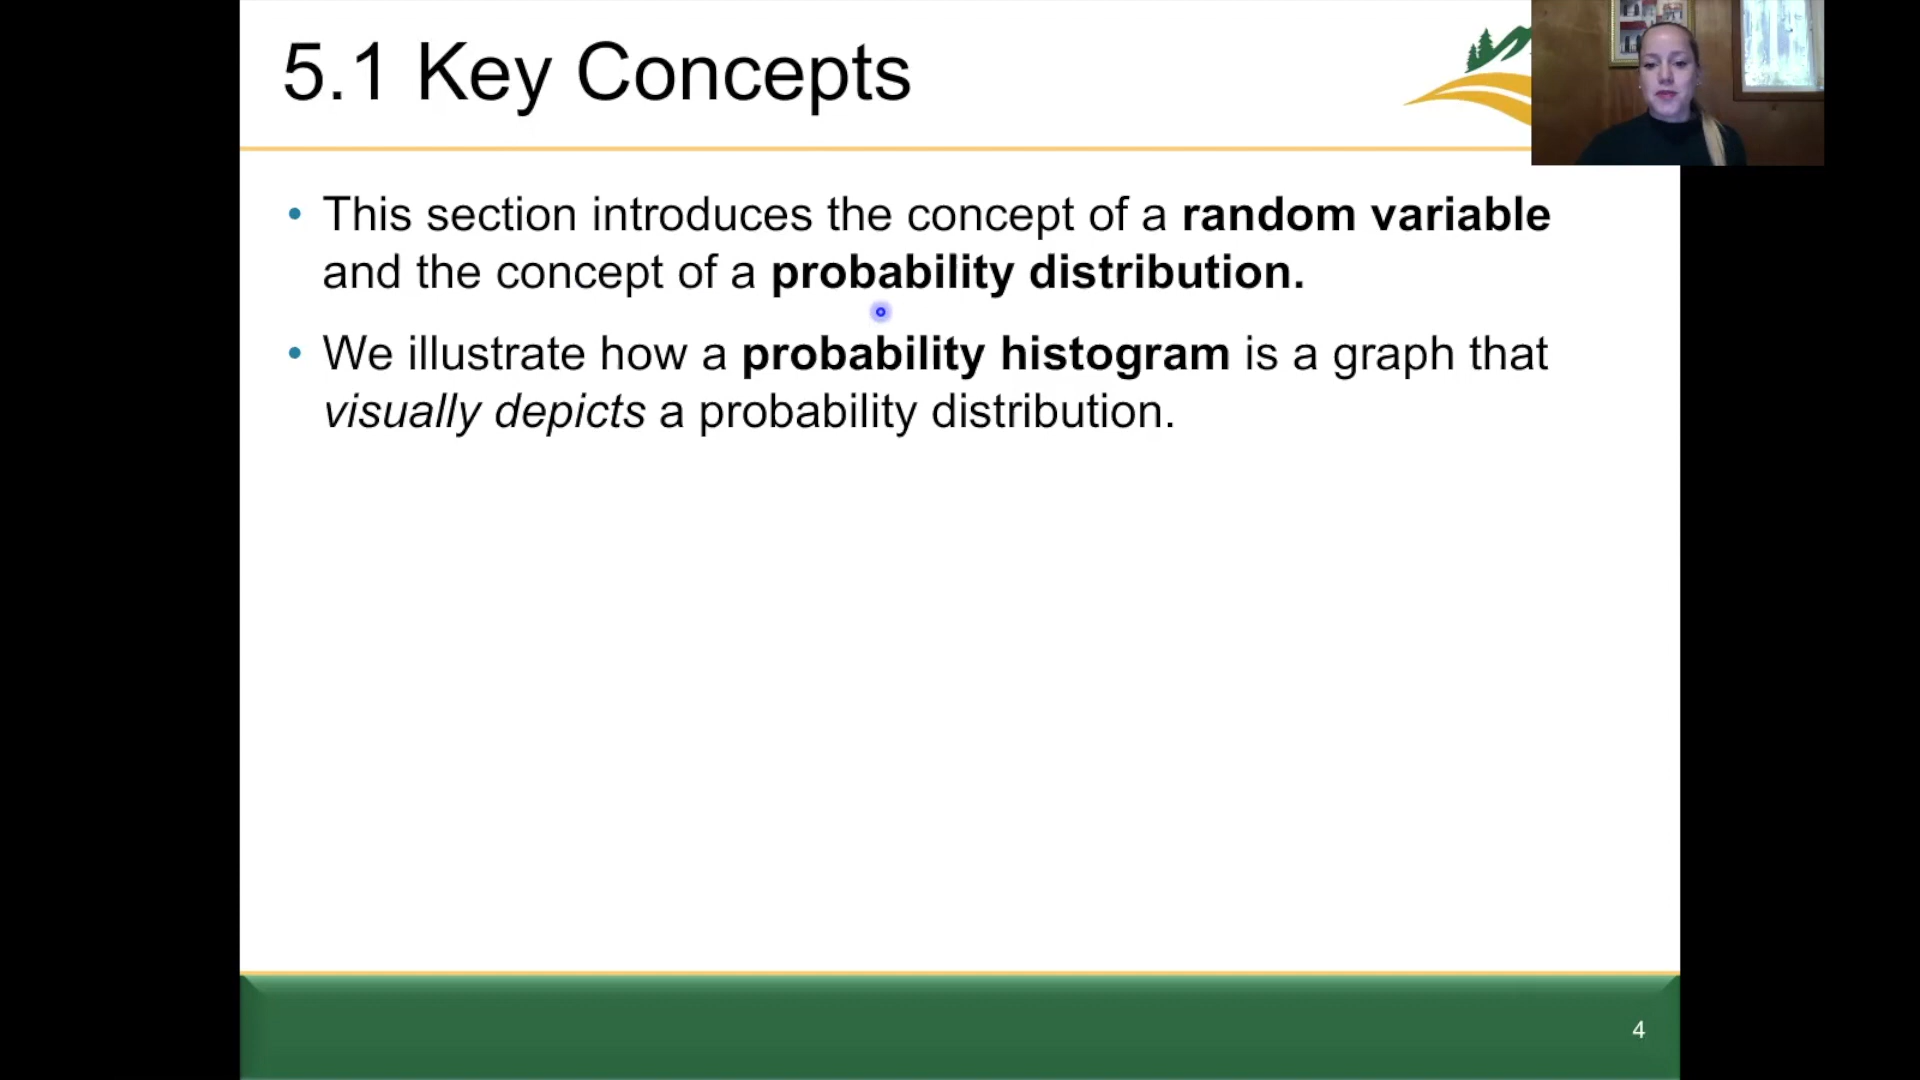 5.1 Key Concepts
• This section introduces the concept of a random variable
and the concept of a probability distribution.
• We illustrate how a probability histogram is a graph that
visually depicts a probability distribution.
4